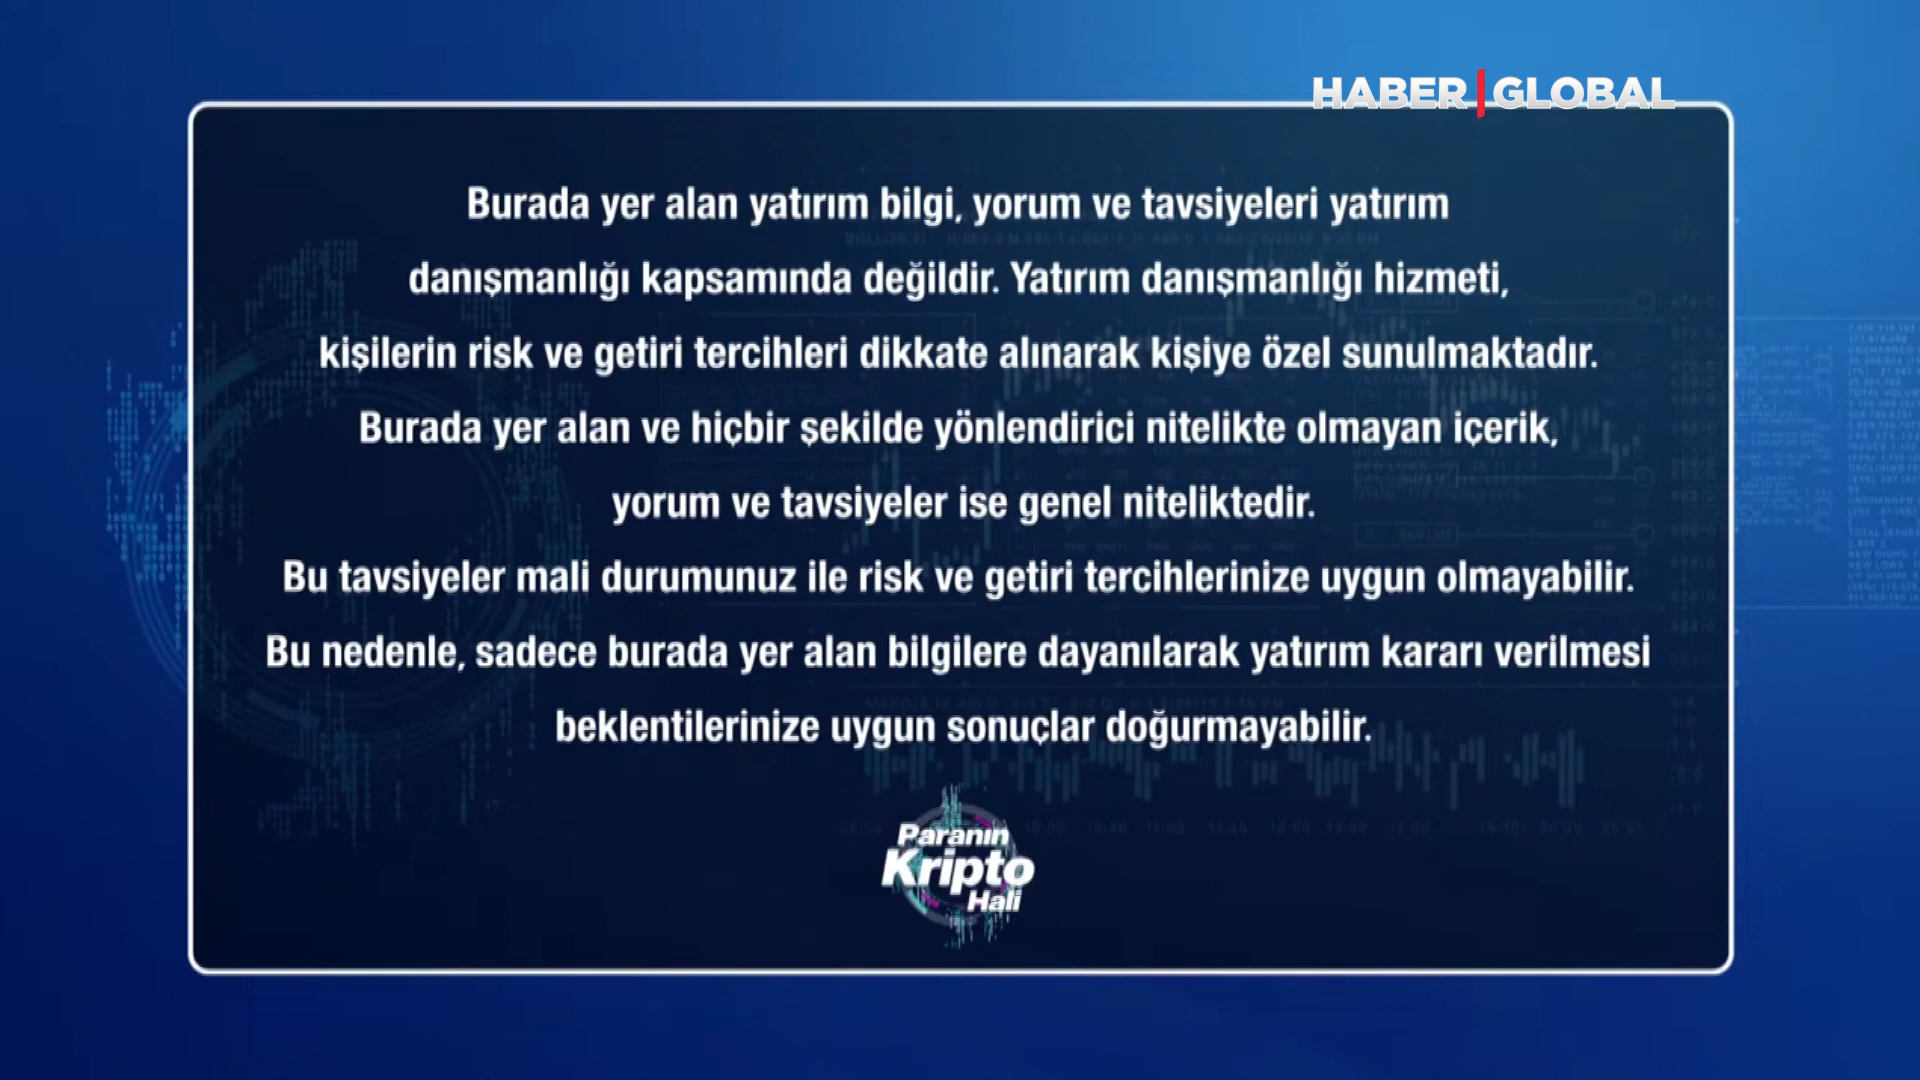 HABER GLOBAL
Burada yer alan yatırım bilgi, yorum ve tavsiyeleri yatırım
danışmanlığı kapsamında değildir. Yatırım danışmanlığı hizmeti,
kişilerin risk ve getiri tercihleri dikkate alınarak kişiye özel sunulmaktadır.
Burada yer alan ve hiçbir şekilde yönlendirici nitelikte olmayan içerik,
yorum ve tavsiyeler ise genel niteliktedir.
Bu tavsiyeler mali durumunuz ile risk ve getiri tercihlerinize uygun olmayabilir.
Bu nedenle, sadece burada yer alan bilgilere dayanılarak yatırım kararı verilmesi
beklentilerinize uygun sonuçlar doğurmayabilir.
Paranın
Kripto
Hali